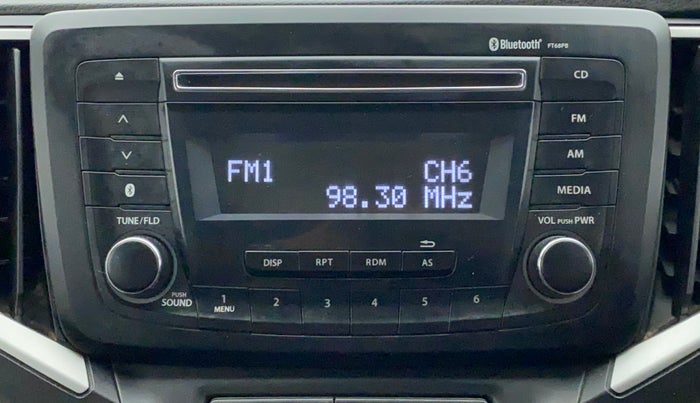 Bluetooth® FT68PB
CD
FM
FM1 CH6
AM
98.30 MHz
MEDIA
TUNE/FLD
VOL PUSH PWR
DISP RPT RDM AS
PUSH
SOUND
1 2 3 4 5 6
MENU